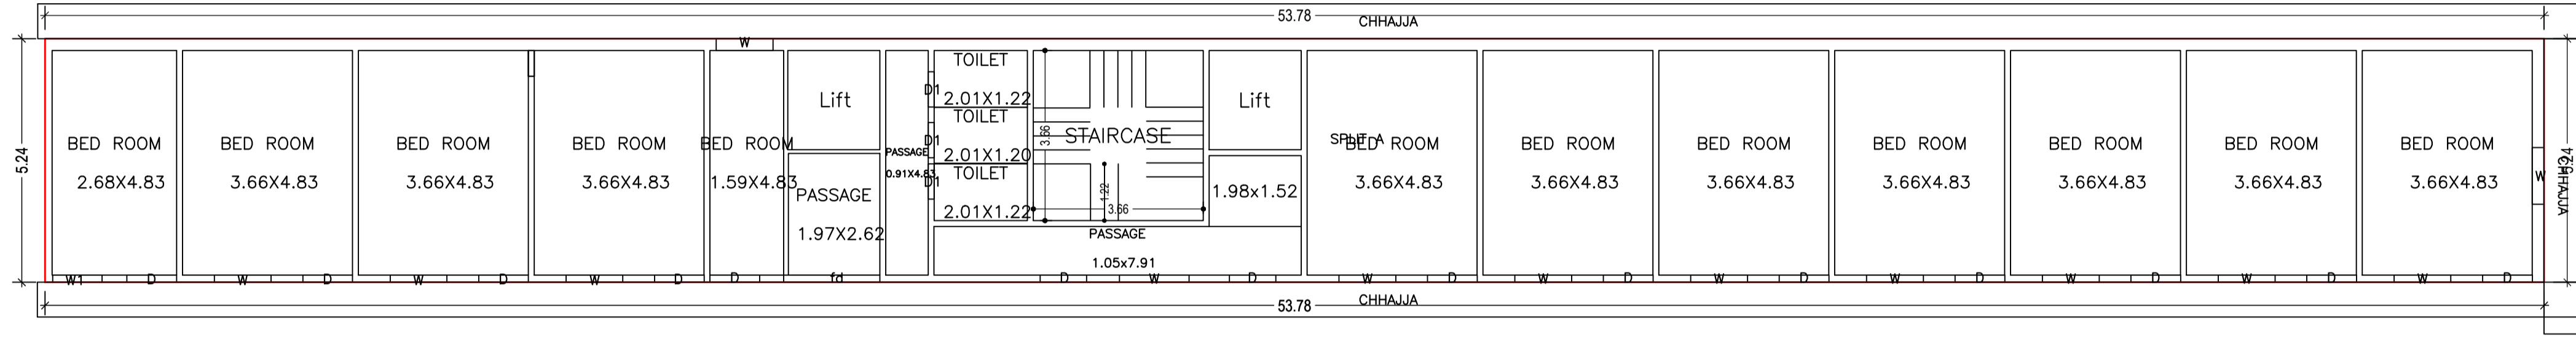 53.78
CHHAJJA
W
5.24
BED ROOM
2.68X4.83
BED ROOM
3.66X4.83
BED ROOM
3.66X4.83
BED ROOM
3.66X4.83
BED ROOM
1.59X4.83
Lift
PASSAGE
1.97X2.62
PASSAGE
0.91X4.83
TOILET
D1
2.01X1.22
TOILET
D1
2.01X1.20
TOILET
D1
2.01X1.22
3.66
STAIRCASE
1.22
3.66
Lift
1.98x1.52
PASSAGE
1.05x7.91
SPLIT A
BED ROOM
3.66X4.83
BED ROOM
3.66X4.83
BED ROOM
3.66X4.83
BED ROOM
3.66X4.83
BED ROOM
3.66X4.83
BED ROOM
3.66X4.83
BED ROOM
3.66X4.83
W
5.24
CHHAJJA
W1 D W D W D W D D fd D W D W D W D W D W D W D W D W D
53.78
CHHAJJA